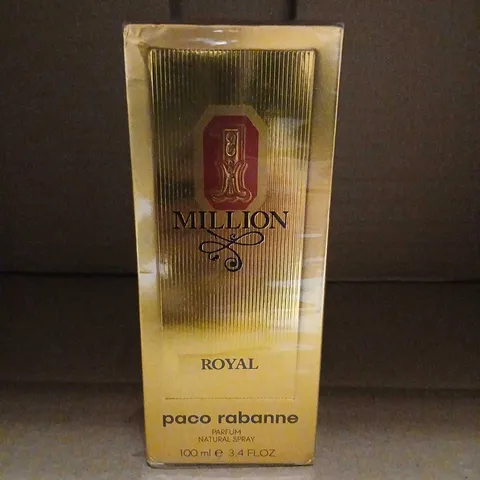 1
MILLION
ROYAL
paco rabanne
PARFUM
NATURAL SPRAY
100 ml ℮ 3.4 FL.OZ